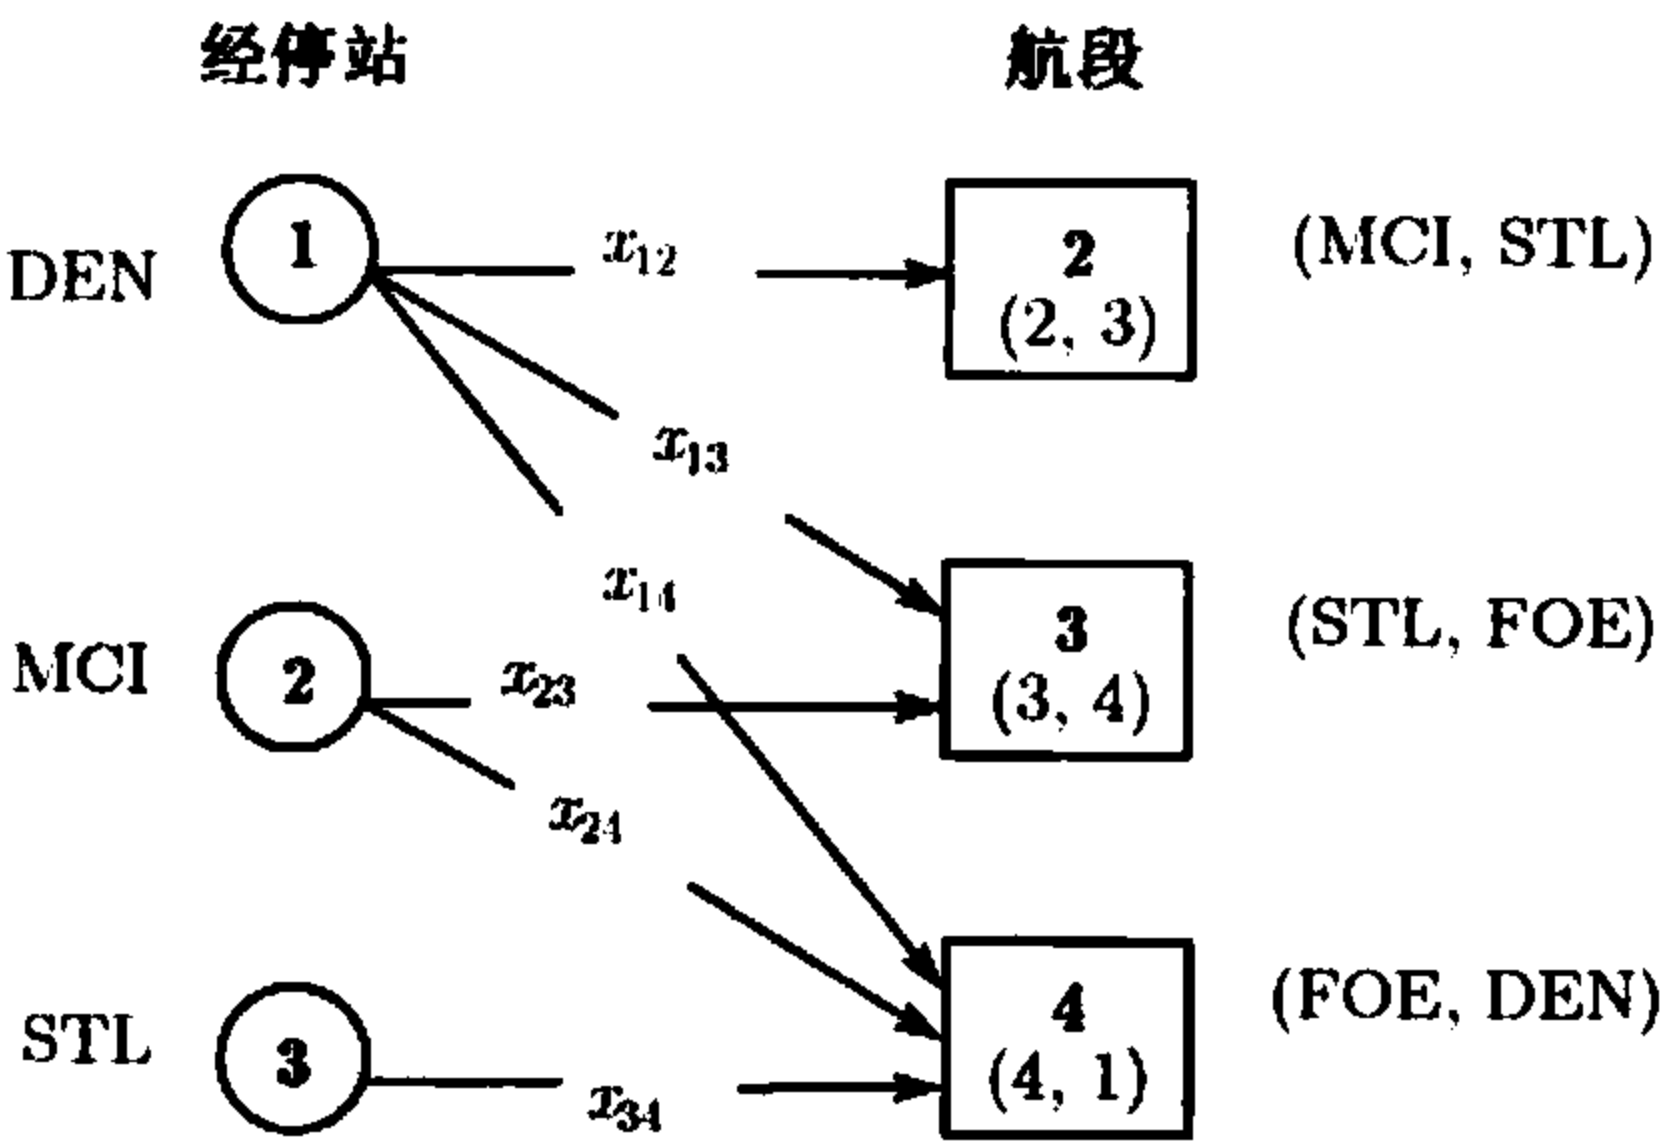 经停站 航段
DEN 1 x12 2 (MCI, STL)
(2, 3)
x13
x14
MCI 2 x23 3 (STL, FOE)
(3, 4)
x24
STL 3 x34 4 (FOE, DEN)
(4, 1)